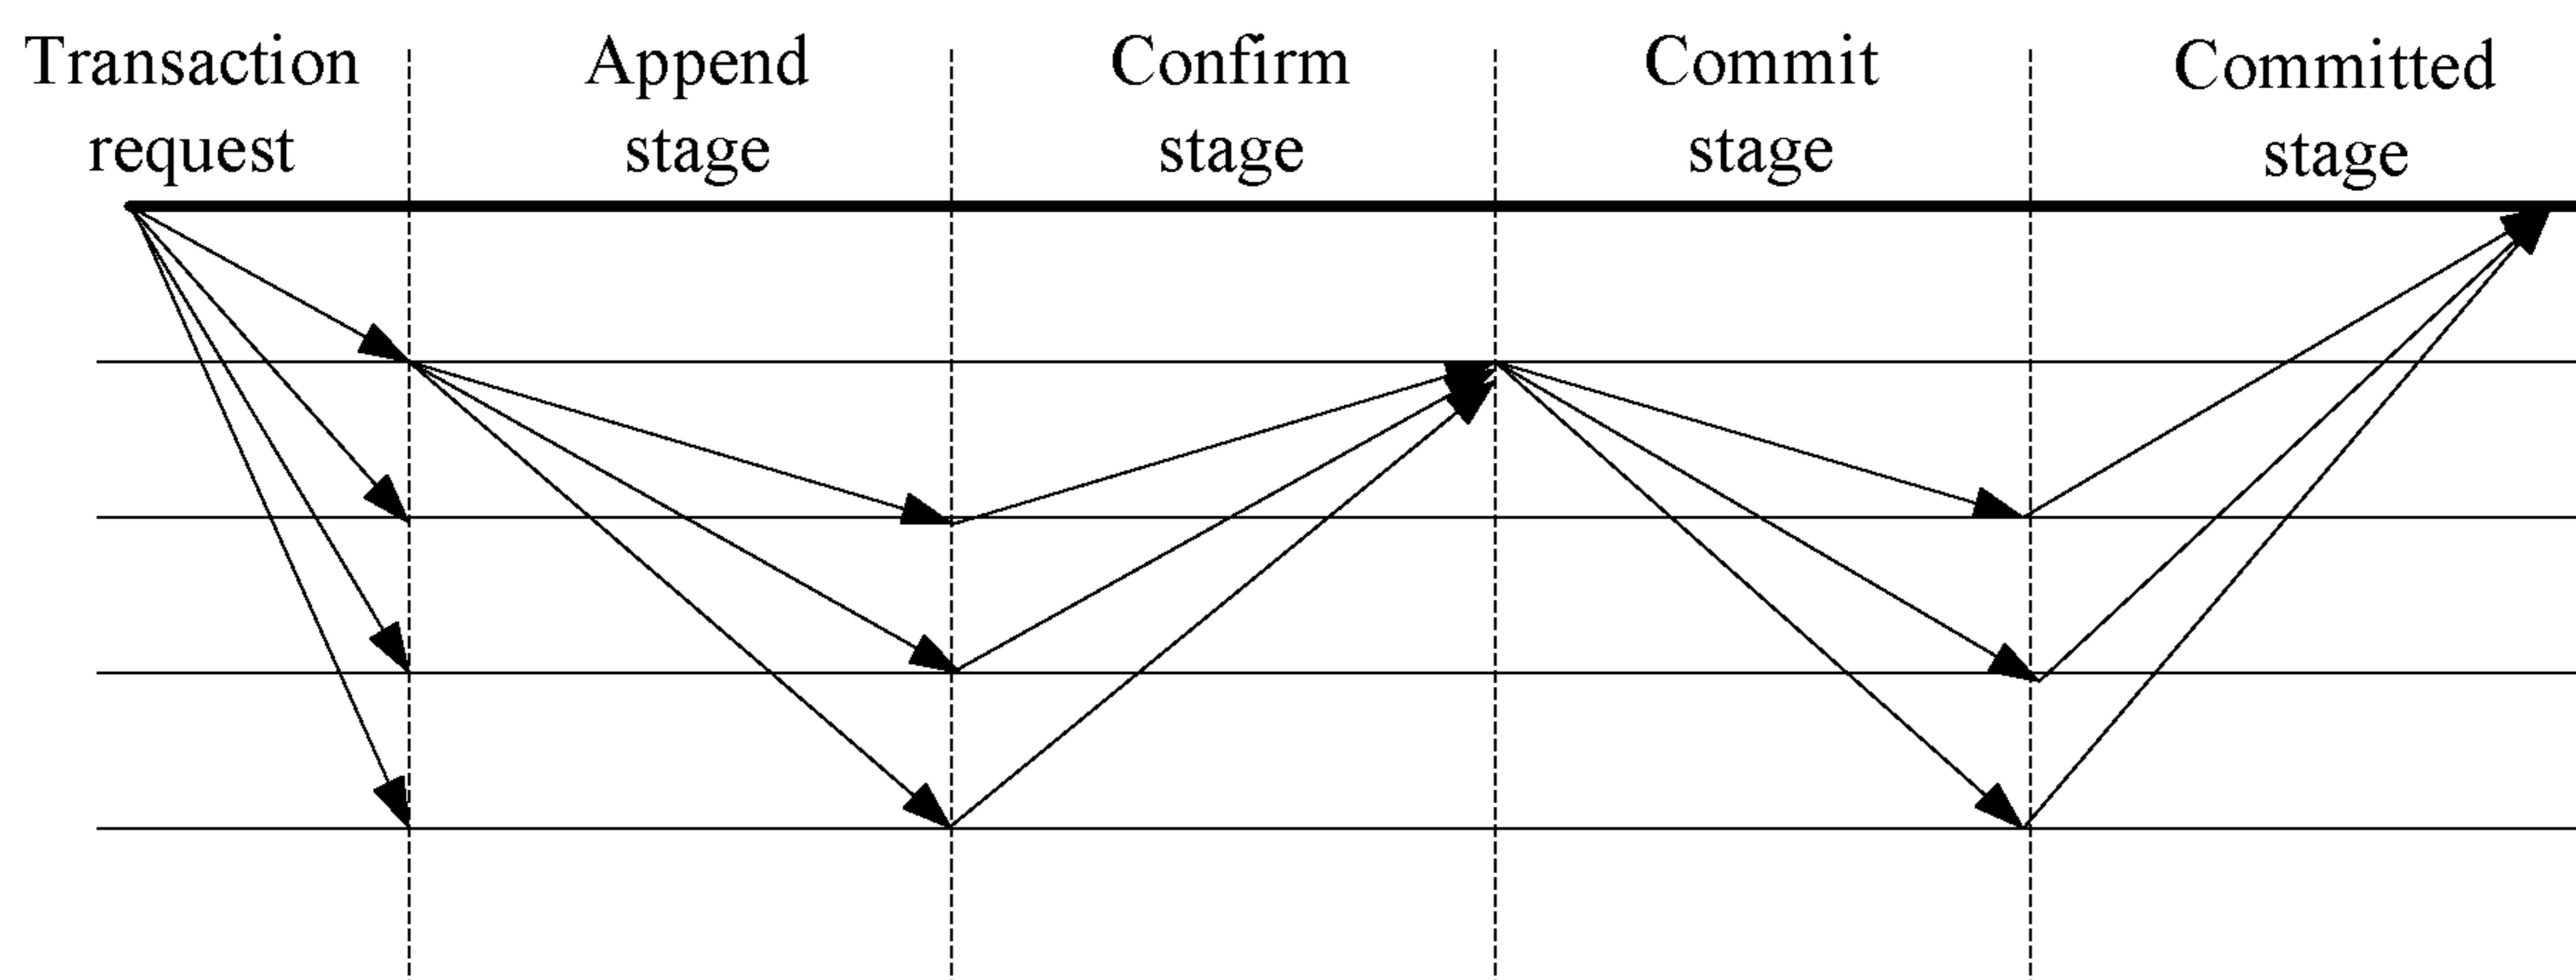 Transaction
request
Append
stage
Confirm
stage
Commit
stage
Committed
stage